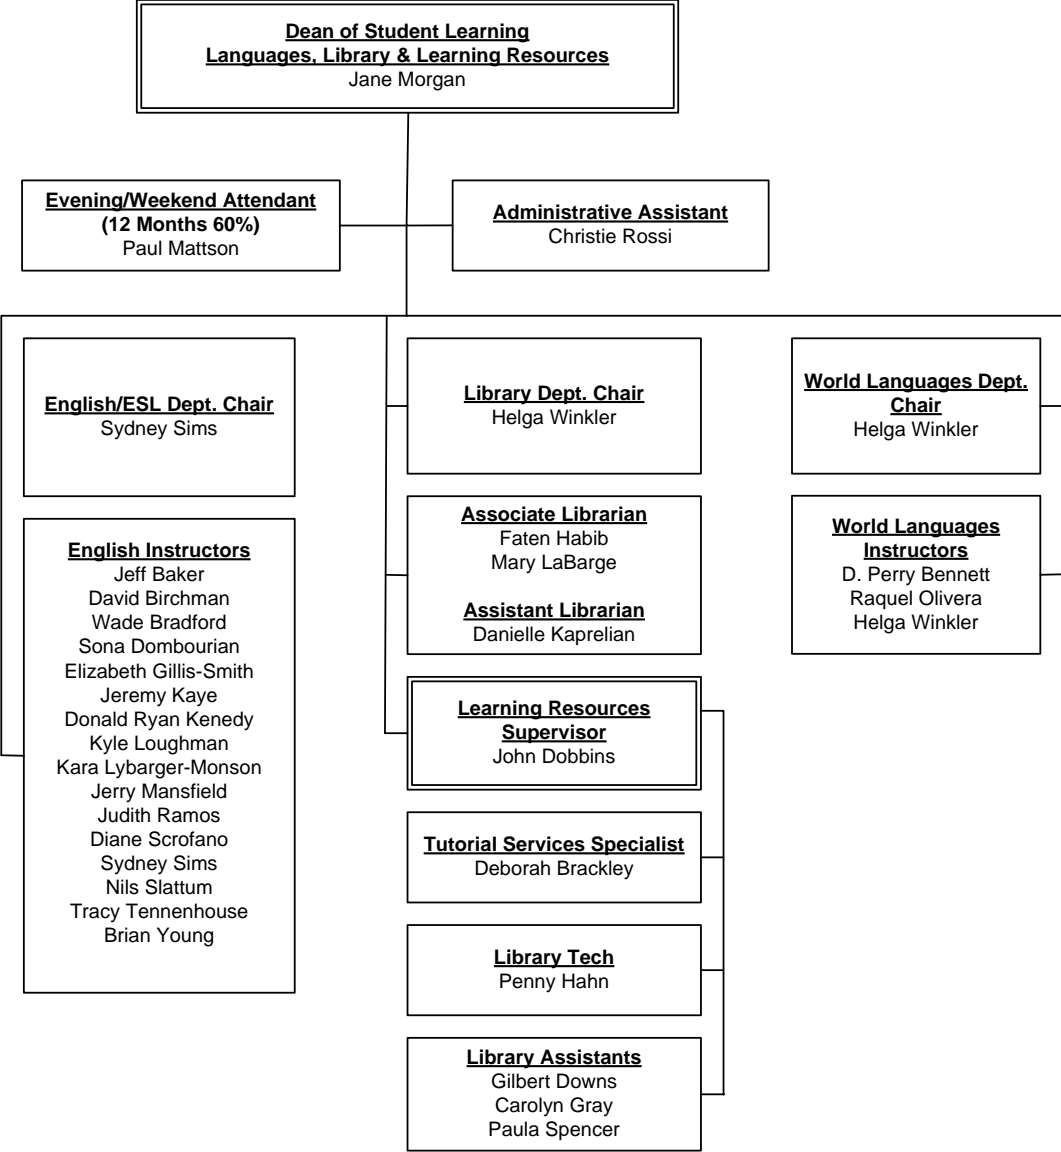 Dean of Student Learning
Languages, Library & Learning Resources
Jane Morgan
Evening/Weekend Attendant
(12 Months 60%)
Paul Mattson
Administrative Assistant
Christie Rossi
English/ESL Dept. Chair
Sydney Sims
English Instructors
Jeff Baker
David Birchman
Wade Bradford
Sona Dombourian
Elizabeth Gillis-Smith
Jeremy Kaye
Donald Ryan Kenedy
Kyle Loughman
Kara Lybarger-Monson
Jerry Mansfield
Judith Ramos
Diane Scrofano
Sydney Sims
Nils Slattum
Tracy Tennenhouse
Brian Young
Library Dept. Chair
Helga Winkler
Associate Librarian
Faten Habib
Mary LaBarge
Assistant Librarian
Danielle Kaprelian
Learning Resources
Supervisor
John Dobbins
Tutorial Services Specialist
Deborah Brackley
Library Tech
Penny Hahn
Library Assistants
Gilbert Downs
Carolyn Gray
Paula Spencer
World Languages Dept.
Chair
Helga Winkler
World Languages
Instructors
D. Perry Bennett
Raquel Olivera
Helga Winkler